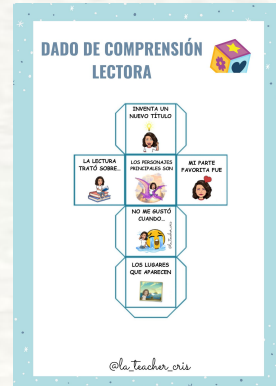 DADO DE COMPRENSIÓN
LECTORA
INVENTA UN
NUEVO TÍTULO
LA LECTURA
TRATÓ SOBRE...
LOS PERSONAJES
PRINCIPALES SON
MI PARTE
FAVORITA FUE
NO ME GUSTÓ
CUANDO...
LOS LUGARES
QUE APARECEN
@la_teacher_cris